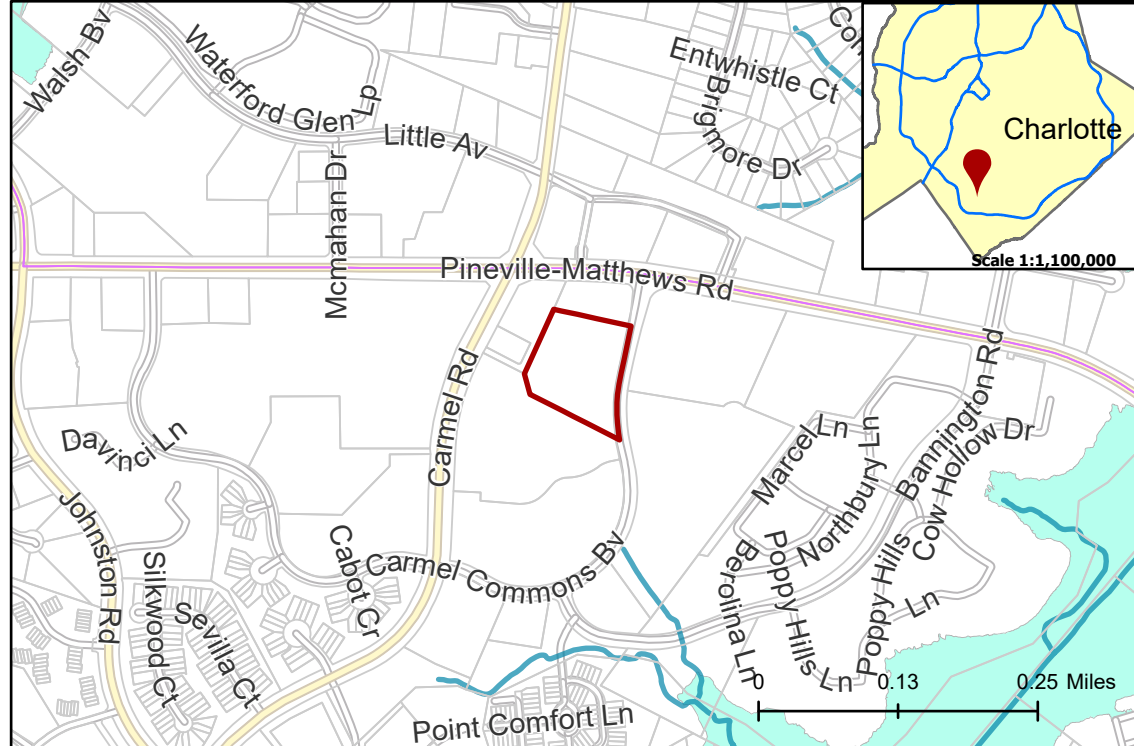 Walsh Bv
Waterford Glen Lp
Little Av
Mcmahan Dr
Entwhistle Ct
Brigmore Dr
Charlotte
Scale 1:1,100,000
Pineville-Matthews Rd
Carmel Rd
Davinci Ln
Johnston Rd
Silkwood Ct
Sevilla Ct
Cabot Cr
Carmel Commons Bv
Marcel Ln
Northbury Ln
Bannington Rd
Cow Hollow Dr
Berolina Ln
Poppy Hills Ln
Poppy Hills Ln
Point Comfort Ln
0 0.13 0.25 Miles